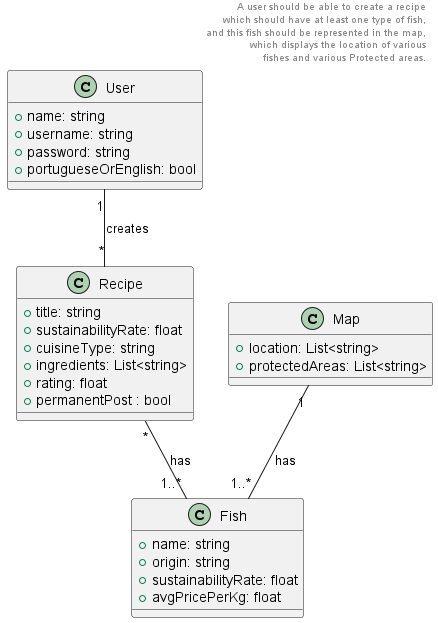 A user should be able to create a recipe
which should have at least one type of fish,
and this fish should be represented in the map,
which displays the location of various
fishes and various Protected areas.
C User
name: string
username: string
password: string
portugueseOrEnglish: bool
1
creates
*
C Recipe
title: string
sustainabilityRate: float
cuisineType: string
ingredients: List<string>
rating: float
permanentPost : bool
C Map
location: List<string>
protectedAreas: List<string>
*
has
1..*
1
has
1..*
C Fish
name: string
origin: string
sustainabilityRate: float
avgPricePerKg: float